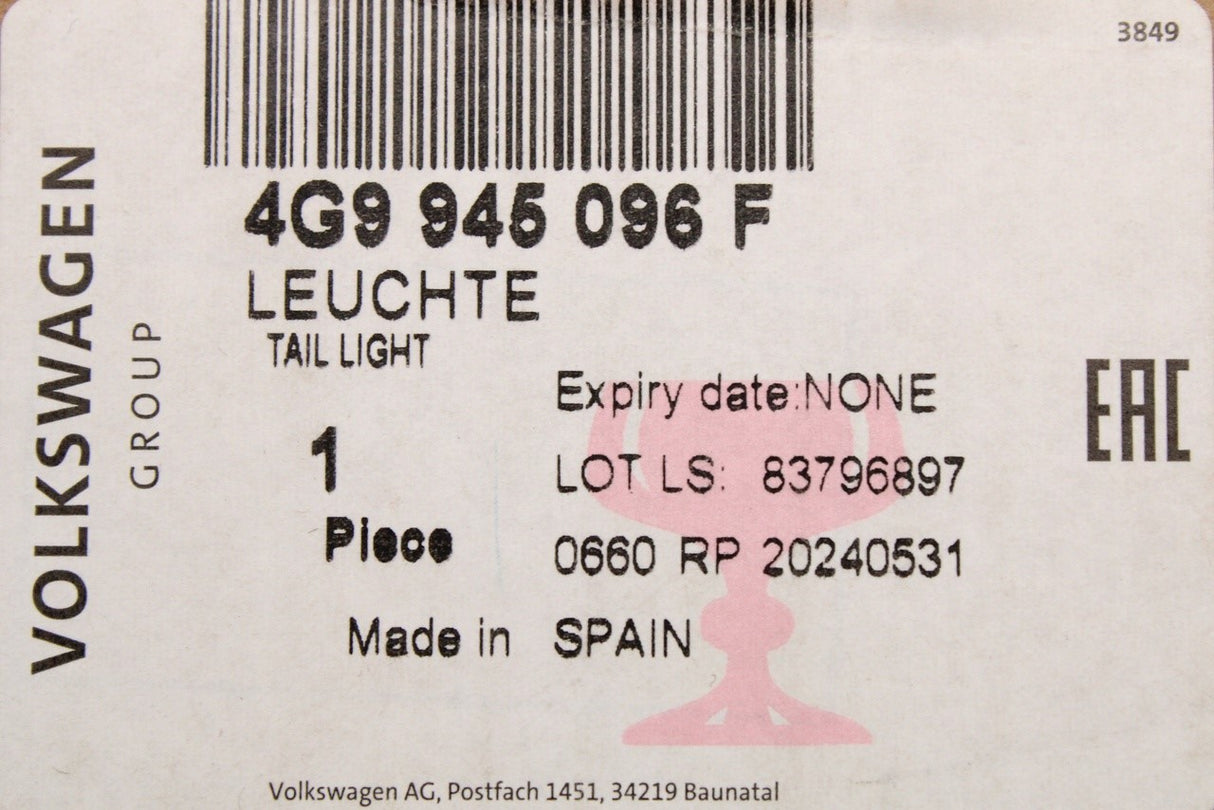 3849
VOLKSWAGEN
GROUP
4G9 945 096 F
LEUCHTE
TAIL LIGHT
1
Piece
Expiry date:NONE
LOT LS: 83796897
0660 RP 20240531
Made in SPAIN
EAC
Volkswagen AG, Postfach 1451, 34219 Baunatal